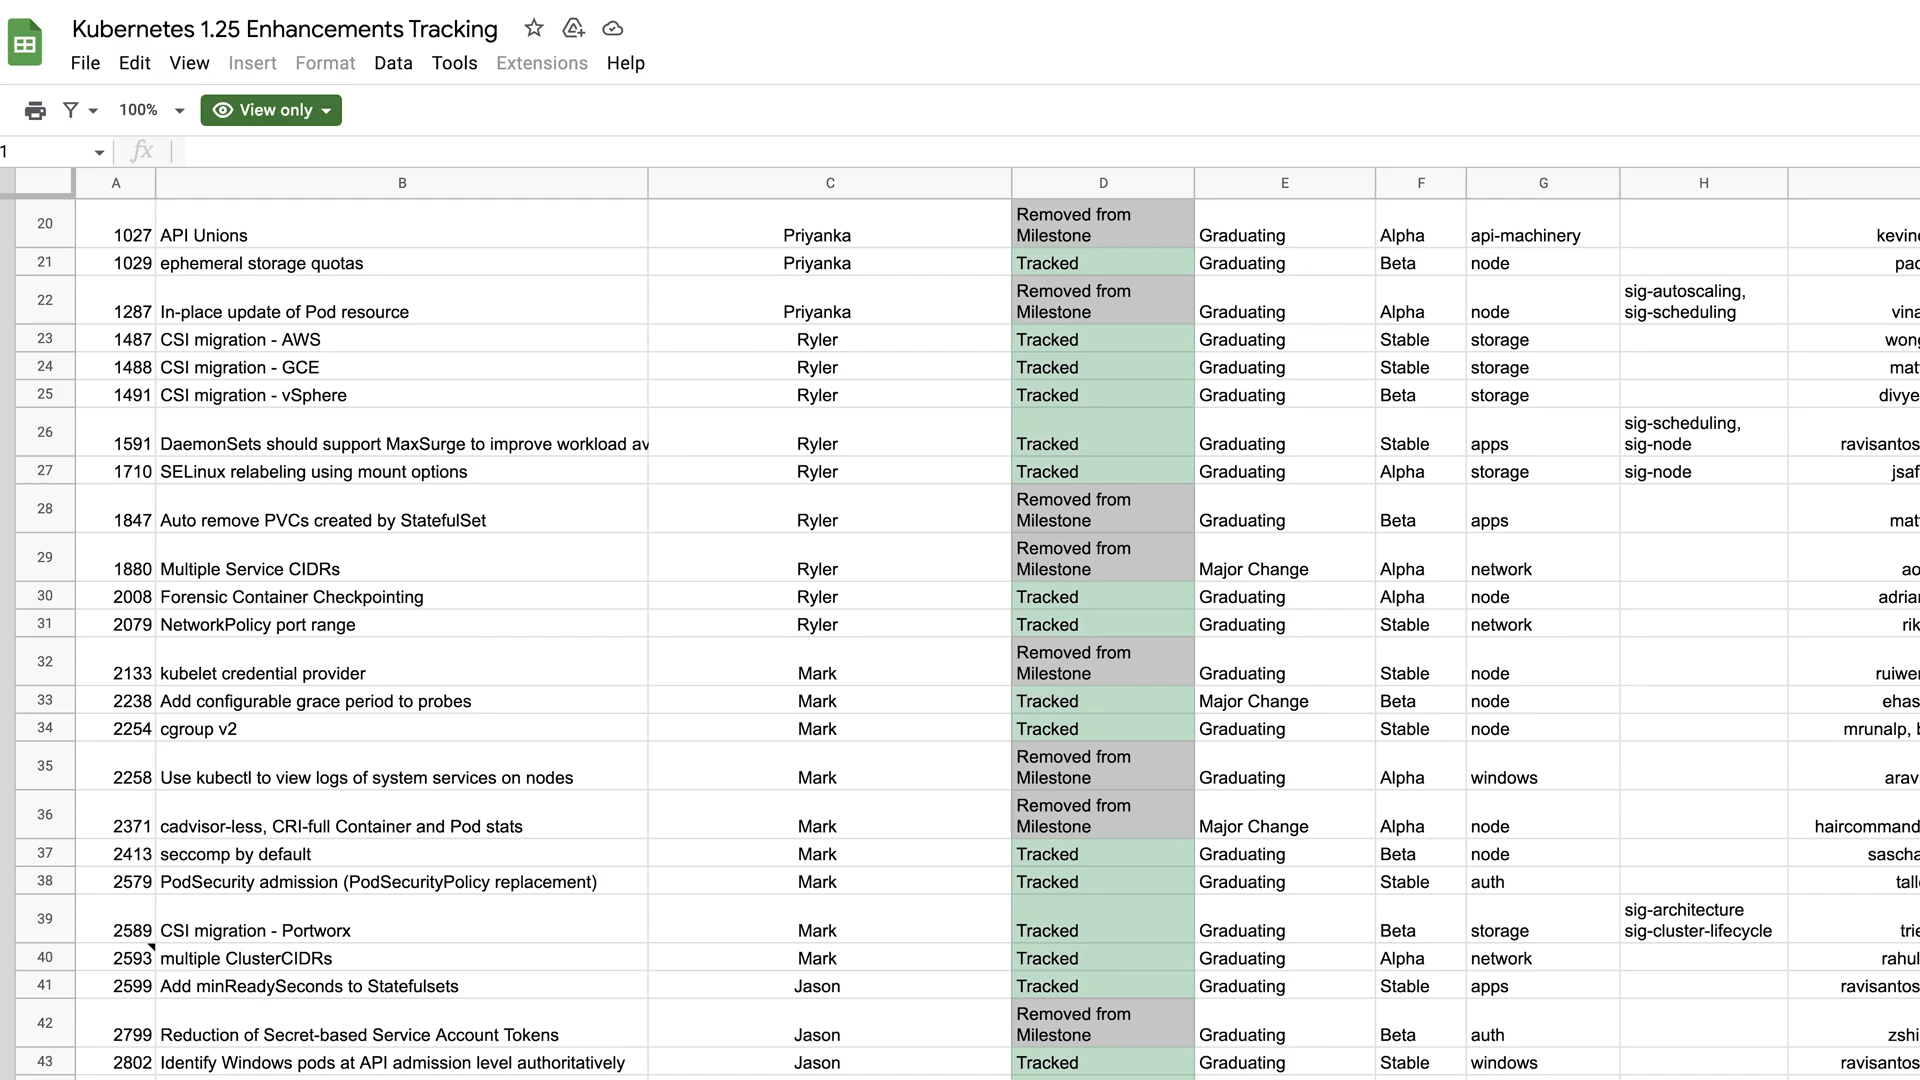 Kubernetes 1.25 Enhancements Tracking
File Edit View Insert Format Data Tools Extensions Help
100% View only
1 fx
A B C D E F G H
20 1027 API Unions Priyanka Removed from Milestone Graduating Alpha api-machinery
21 1029 ephemeral storage quotas Priyanka Tracked Graduating Beta node
22 1287 In-place update of Pod resource Priyanka Removed from Milestone Graduating Alpha node sig-autoscaling, sig-scheduling
23 1487 CSI migration - AWS Ryler Tracked Graduating Stable storage
24 1488 CSI migration - GCE Ryler Tracked Graduating Stable storage
25 1491 CSI migration - vSphere Ryler Tracked Graduating Beta storage
26 1591 DaemonSets should support MaxSurge to improve workload av Ryler Tracked Graduating Stable apps sig-scheduling, sig-node ravisantos
27 1710 SELinux relabeling using mount options Ryler Tracked Graduating Alpha storage sig-node jsaf
28 1847 Auto remove PVCs created by StatefulSet Ryler Removed from Milestone Graduating Beta apps
29 1880 Multiple Service CIDRs Ryler Removed from Milestone Major Change Alpha network
30 2008 Forensic Container Checkpointing Ryler Tracked Graduating Alpha node
31 2079 NetworkPolicy port range Ryler Tracked Graduating Stable network rik
32 2133 kubelet credential provider Mark Removed from Milestone Graduating Stable node
33 2238 Add configurable grace period to probes Mark Tracked Major Change Beta node ehas
34 2254 cgroup v2 Mark Tracked Graduating Stable node mrunalp,
35 2258 Use kubectl to view logs of system services on nodes Mark Removed from Milestone Graduating Alpha windows arav
36 2371 cadvisor-less, CRI-full Container and Pod stats Mark Removed from Milestone Major Change Alpha node haircommand
37 2413 seccomp by default Mark Tracked Graduating Beta node sascha
38 2579 PodSecurity admission (PodSecurityPolicy replacement) Mark Tracked Graduating Stable auth tall
39 2589 CSI migration - Portworx Mark Tracked Graduating Beta storage sig-architecture sig-cluster-lifecycle
40 2593 multiple ClusterCIDRs Mark Tracked Graduating Alpha network rahul
41 2599 Add minReadySeconds to Statefulsets Jason Tracked Graduating Stable apps ravisantos
42 2799 Reduction of Secret-based Service Account Tokens Jason Removed from Milestone Graduating Beta auth zshi
43 2802 Identify Windows pods at API admission level authoritatively Jason Tracked Graduating Stable windows ravisantos